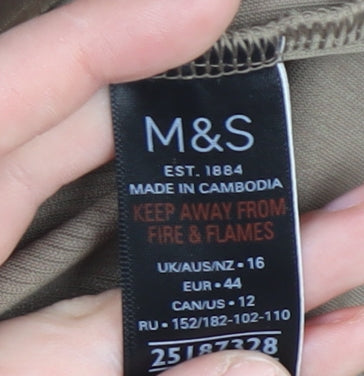 M&S
EST. 1884
MADE IN CAMBODIA
KEEP AWAY FROM
FIRE & FLAMES
UK/AUS/NZ • 16
EUR • 44
CAN/US • 12
RU • 152/182-102-110
25187328